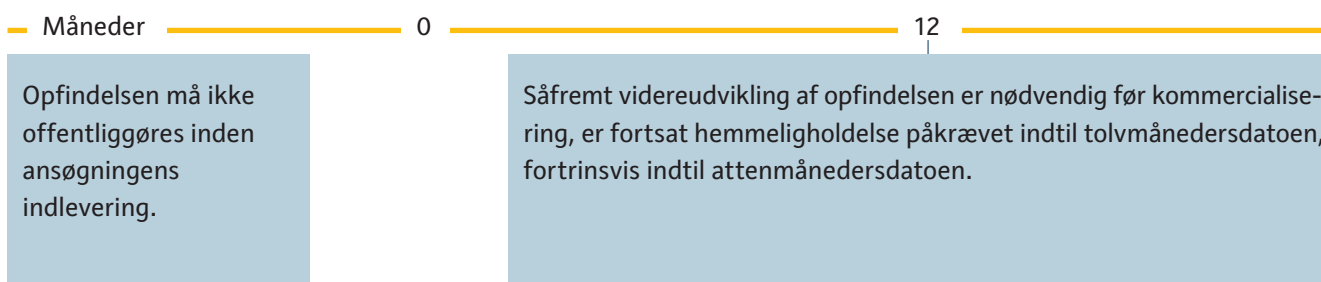 Måneder 0 12
Opfindelsen må ikke
offentliggøres inden
ansøgningens
indlevering.
Såfremt videreudvikling af opfindelsen er nødvendig før kommercialise-
ring, er fortsat hemmeligholdelse påkrævet indtil tolvmånedersdatoen,
fortrinsvis indtil attenmånedersdatoen.